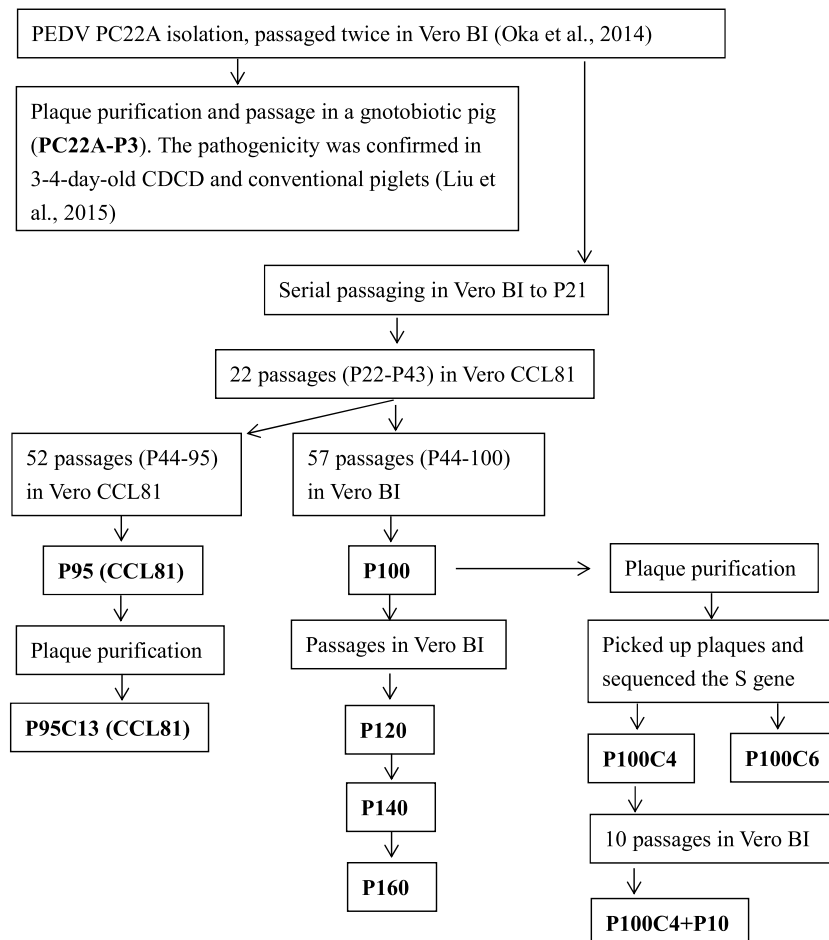 PEDV PC22A isolation, passaged twice in Vero BI (Oka et al., 2014)
Plaque purification and passage in a gnotobiotic pig
(PC22A-P3). The pathogenicity was confirmed in
3-4-day-old CDCD and conventional piglets (Liu et
al., 2015)
Serial passaging in Vero BI to P21
22 passages (P22-P43) in Vero CCL81
52 passages (P44-95)
in Vero CCL81
57 passages (P44-100)
in Vero BI
P95 (CCL81)
P100
Plaque purification
Plaque purification
Passages in Vero BI
Picked up plaques and
sequenced the S gene
P95C13 (CCL81)
P120
P100C4
P100C6
P140
10 passages in Vero BI
P160
P100C4+P10